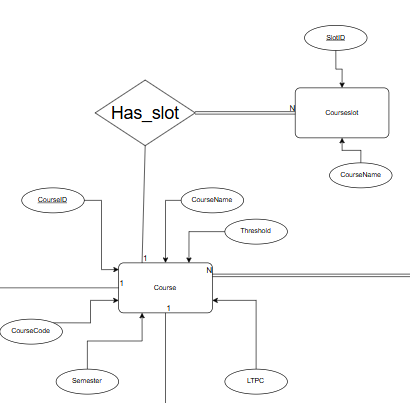 SlotID
Has_slot
N
Courseslot
CourseName
CourseID
CourseName
Threshold
1
N
1
Course
1
CourseCode
Semester
LTPC